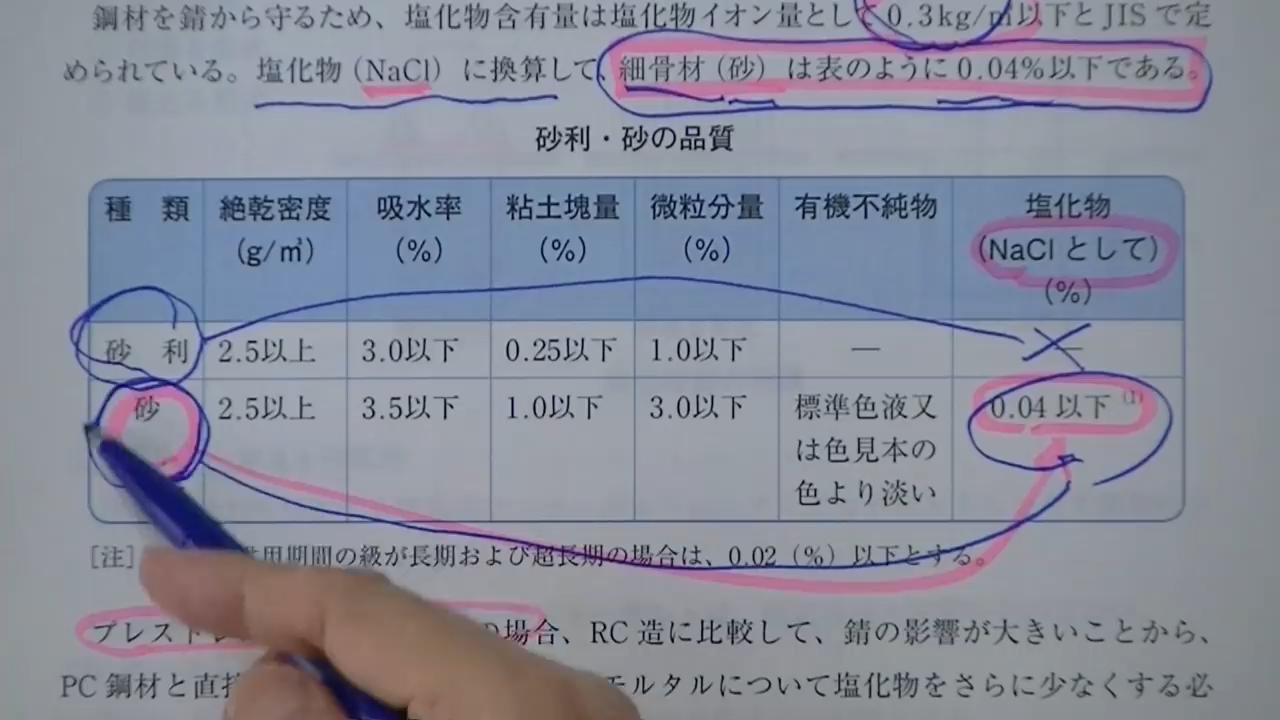 鋼材を錆から守るため、塩化物含有量は塩化物イオン量として0.3kg/㎥以下とJISで定
められている。塩化物（NaCl）に換算して、細骨材（砂）は表のように0.04%以下である。
砂利・砂の品質
種類 絶乾密度 吸水率 粘土塊量 微粒分量 有機不純物 塩化物
(g/㎥) (%) (%) (%) (NaClとして)
(%)
砂利 2.5以上 3.0以下 0.25以下 1.0以下 — —
砂 2.5以上 3.5以下 1.0以下 3.0以下 標準色液又 0.04以下(1)
は色見本の
色より淡い
[注] 用期間の級が長期および超長期の場合は、0.02（%）以下とする。
プレストレ の場合、RC造に比較して、錆の影響が大きいことから、
PC鋼材と直接 モルタルについて塩化物をさらに少なくする必